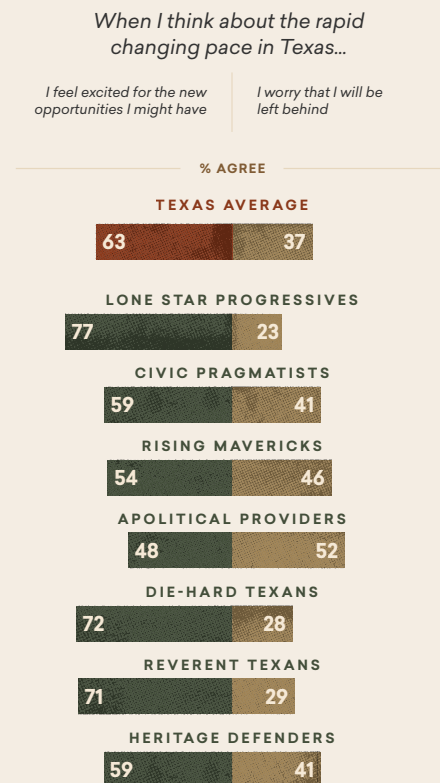 When I think about the rapid
changing pace in Texas...
I feel excited for the new
opportunities I might have
I worry that I will be
left behind
% AGREE
TEXAS AVERAGE
63 37
LONE STAR PROGRESSIVES
77 23
CIVIC PRAGMATISTS
59 41
RISING MAVERICKS
54 46
APOLITICAL PROVIDERS
48 52
DIE-HARD TEXANS
72 28
REVERENT TEXANS
71 29
HERITAGE DEFENDERS
59 41